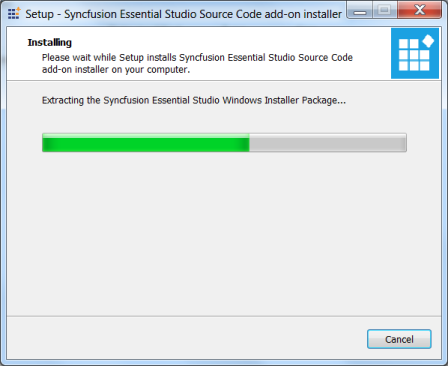 Setup - Syncfusion Essential Studio Source Code add-on installer
Installing
Please wait while Setup installs Syncfusion Essential Studio Source Code
add-on installer on your computer.
Extracting the Syncfusion Essential Studio Windows Installer Package...
Cancel